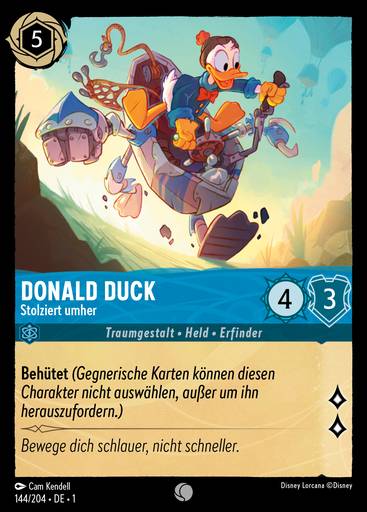 5
DONALD DUCK
Stolziert umher
4
3
Traumgestalt • Held • Erfinder
Behütet (Gegnerische Karten können diesen
Charakter nicht auswählen, außer um ihn
herauszufordern.)
Bewege dich schlauer, nicht schneller.
Cam Kendell
144/204 • DE • 1
Disney Lorcana ©Disney